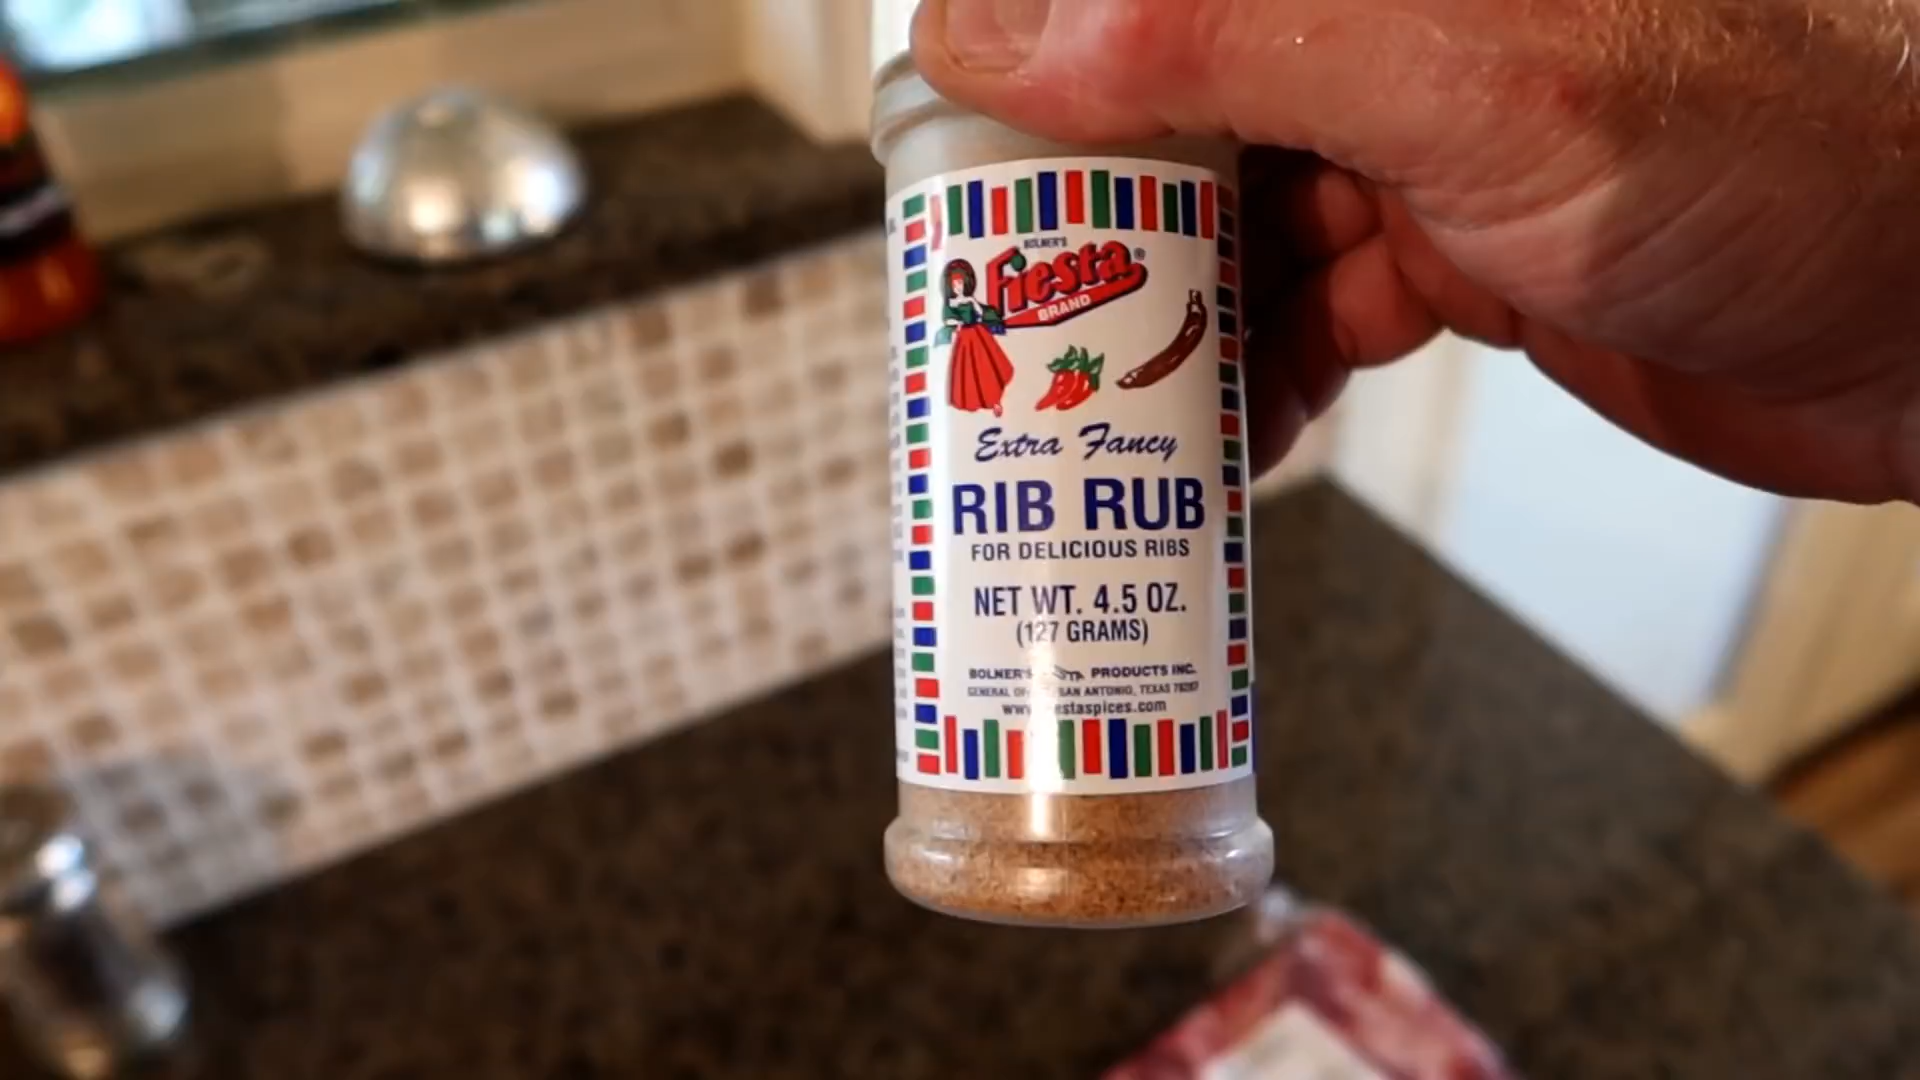 BOLNER'S
Fiesta®
BRAND
Extra Fancy
RIB RUB
FOR DELICIOUS RIBS
NET WT. 4.5 OZ.
(127 GRAMS)
BOLNER'S PRODUCTS INC.
GENERAL SAN ANTONIO, TEXAS